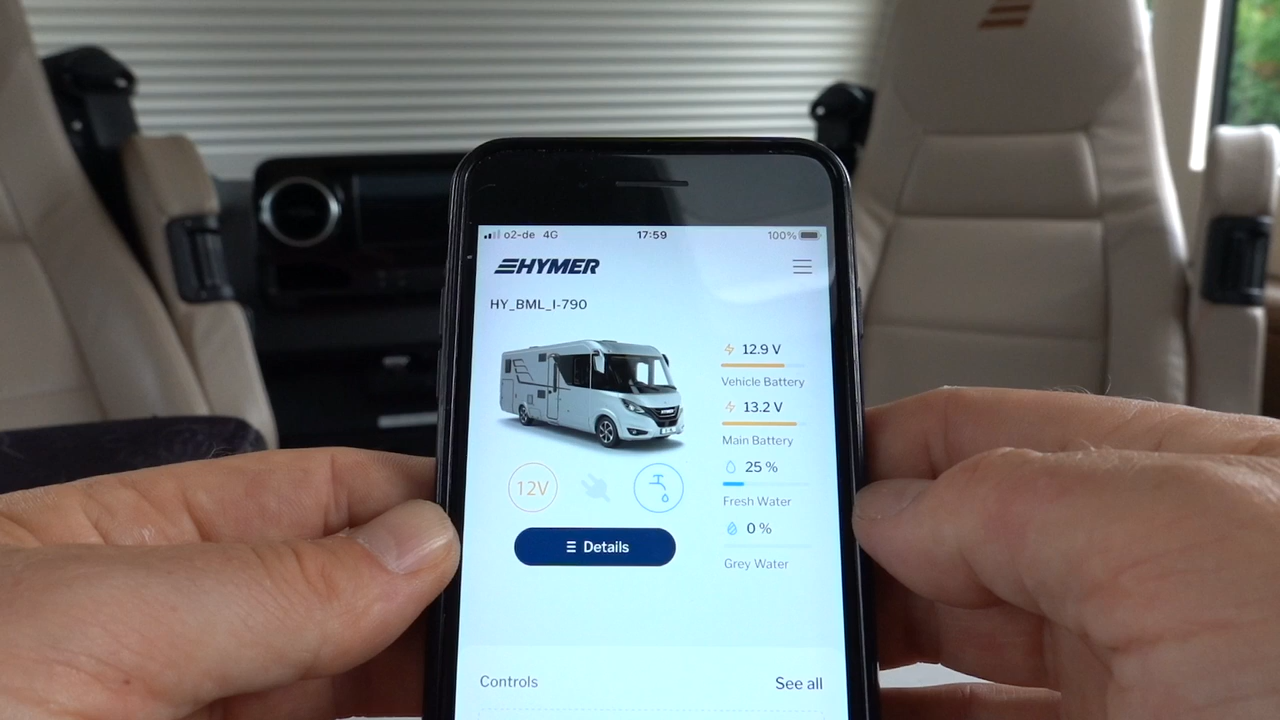 o2-de 4G 17:59 100%
HYMER
HY_BML_I-790
12.9 V
Vehicle Battery
13.2 V
Main Battery
25 %
Fresh Water
0 %
Grey Water
HYMER
12V
Details
Controls See all